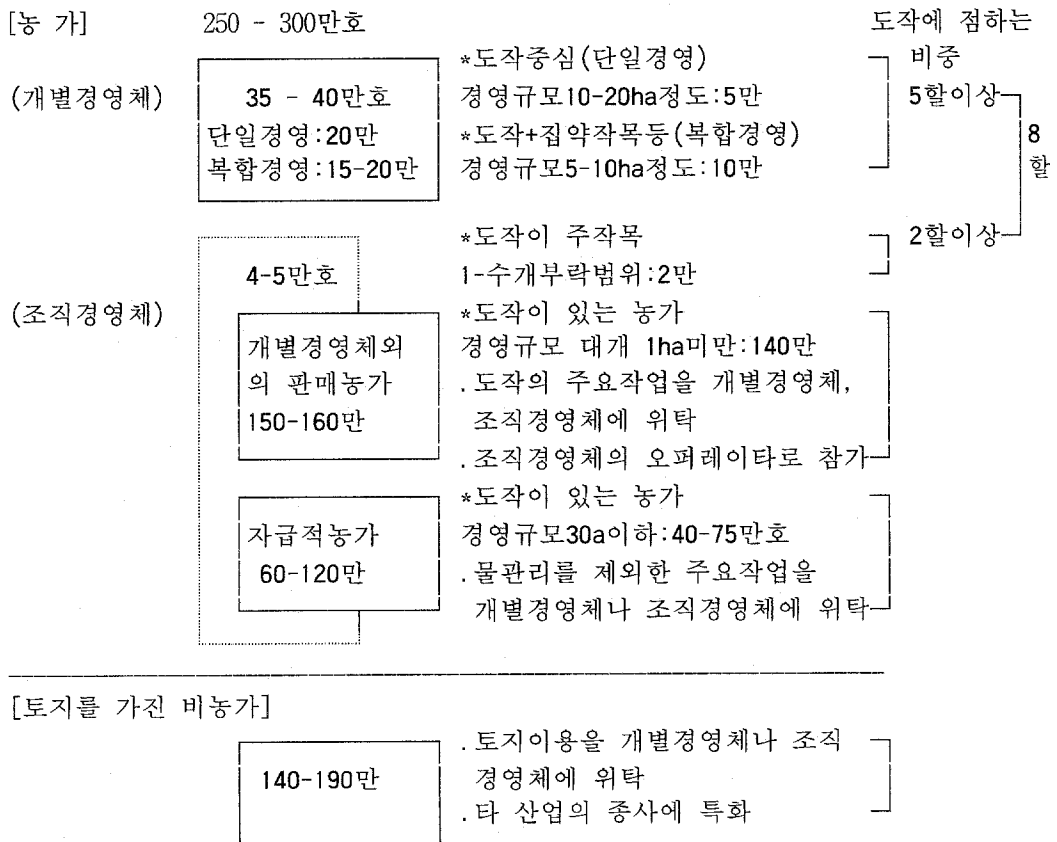 [농 가] 250 - 300만호 도작에 점하는
비중
*도작중심(단일경영)
(개별경영체) 35 - 40만호 경영규모10-20ha정도:5만 5할이상
단일경영:20만 *도작+집약작목등(복합경영) 8
복합경영:15-20만 경영규모5-10ha정도:10만 할
*도작이 주작목 2할이상
4-5만호 1-수개부락범위:2만
(조직경영체) *도작이 있는 농가
개별경영체외 경영규모 대개 1ha미만:140만
의 판매농가 .도작의 주요작업을 개별경영체,
150-160만 조직경영체에 위탁
.조직경영체의 오퍼레이타로 참가
*도작이 있는 농가
자급적농가 경영규모30a이하:40-75만호
60-120만 .물관리를 제외한 주요작업을
개별경영체나 조직경영체에 위탁
[토지를 가진 비농가]
.토지이용을 개별경영체나 조직
140-190만 경영체에 위탁
.타 산업의 종사에 특화